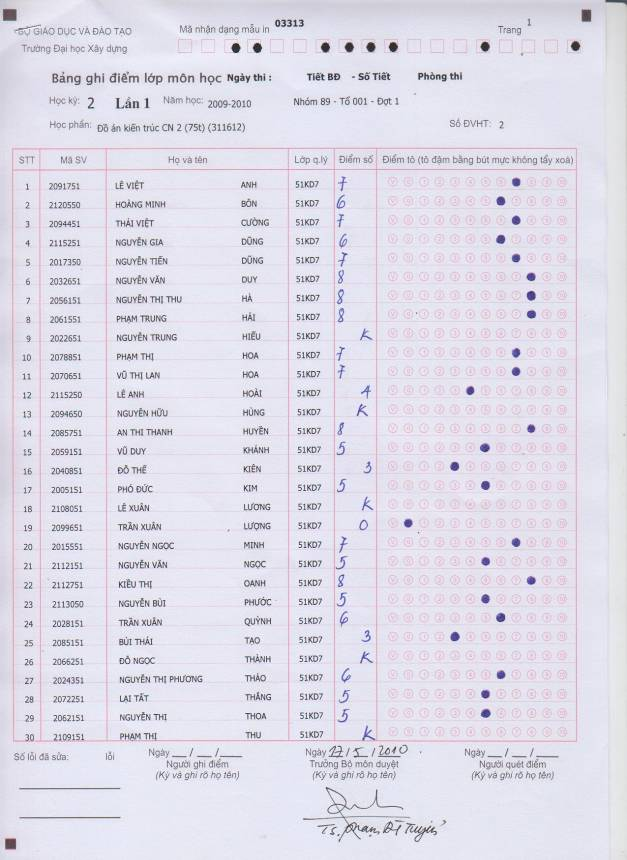 BỘ GIÁO DỤC VÀ ĐÀO TẠO
Trường Đại học Xây dựng
Mã nhận dạng mẫu in 03313
Trang 1
Bảng ghi điểm lớp môn học Ngày thi : Tiết BĐ - Số Tiết Phòng thi
Học kỳ: 2 Lần 1 Năm học: 2009-2010 Nhóm 89 - Tổ 001 - Đợt 1
Học phần: Đồ án kiến trúc CN 2 (75t) (311612) Số ĐVHT: 2
STT Mã SV Họ và tên Lớp q.lý Điểm số Điểm tô (tô đậm bằng bút mực không tẩy xoá)
1 2091751 LÊ VIỆT ANH 51KD7 7
2 2120550 HOÀNG MINH BÔN 51KD7 6
3 2094451 THÁI VIỆT CƯỜNG 51KD7 7
4 2115251 NGUYỄN GIA DŨNG 51KD7 6
5 2017350 NGUYỄN TIẾN DŨNG 51KD7 7
6 2032651 NGUYỄN VĂN DUY 51KD7 8
7 2056151 NGUYỄN THỊ THU HÀ 51KD7 8
8 2061551 PHẠM TRUNG HẢI 51KD7 8
9 2022651 NGUYỄN TRUNG HIẾU 51KD7 K
10 2078851 PHẠM THỊ HOA 51KD7 7
11 2070651 VŨ THỊ LAN HOA 51KD7 7
12 2115250 LÊ ANH HOÀI 51KD7 4
13 2094650 NGUYỄN HỮU HÙNG 51KD7 K
14 2085751 AN THỊ THANH HUYỀN 51KD7 8
15 2059151 VŨ DUY KHÁNH 51KD7 5
16 2040851 ĐỖ THẾ KIÊN 51KD7 3
17 2005151 PHÓ ĐỨC KIM 51KD7 5
18 2108051 LÊ XUÂN LƯƠNG 51KD7 K
19 2099651 TRẦN XUÂN LƯỢNG 51KD7 0
20 2015551 NGUYỄN NGỌC MINH 51KD7 7
21 2112151 NGUYỄN VĂN NGỌC 51KD7 5
22 2112751 KIỀU THỊ OANH 51KD7 8
23 2113050 NGUYỄN BÙI PHƯỚC 51KD7 5
24 2028151 TRẦN XUÂN QUỲNH 51KD7 6
25 2085151 BÙI THÁI TẠO 51KD7 3
26 2066251 ĐỖ NGỌC THÀNH 51KD7 K
27 2024351 NGUYỄN THỊ PHƯƠNG THẢO 51KD7 6
28 2072251 LẠI TẤT THẮNG 51KD7 5
29 2062151 NGUYỄN THỊ THOA 51KD7 5
30 2109151 PHẠM THỊ THU 51KD7 K
Số lỗi đã sửa: lỗi Ngày __ / __ / __ Ngày 27/5/2010 Ngày __ / __ / __
Người ghi điểm Trưởng Bộ môn duyệt Người quét điểm
(Ký và ghi rõ họ tên) (Ký và ghi rõ họ tên) (Ký và ghi rõ họ tên)